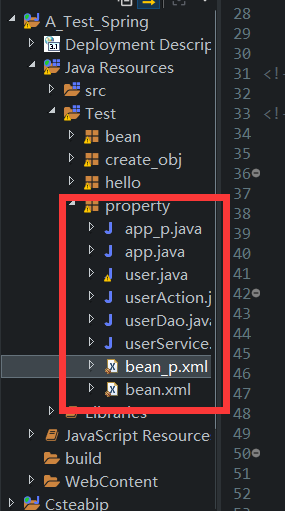 A_Test_Spring
Deployment Descrip
Java Resources
src
Test
bean
create_obj
hello
property
app_p.java
app.java
user.java
userAction.j
userDao.java
userService.
bean_p.xml
bean.xml
Libraries
JavaScript Resource
build
WebContent
Csteabip
28
29
30
31 <!-
32
33 <!-
34
35
36
37
38
39
40
41
42
43
44
45
46
47
48
49
50
51
52
53